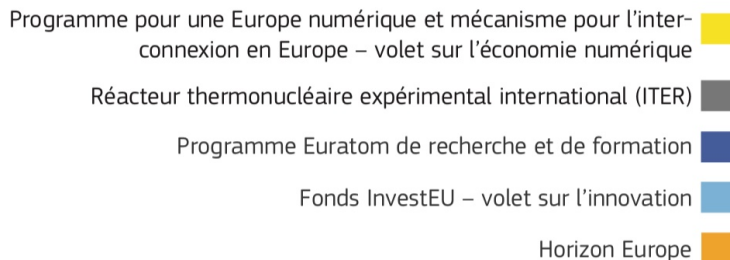 Programme pour une Europe numérique et mécanisme pour l'inter-
connexion en Europe – volet sur l'économie numérique
Réacteur thermonucléaire expérimental international (ITER)
Programme Euratom de recherche et de formation
Fonds InvestEU – volet sur l'innovation
Horizon Europe